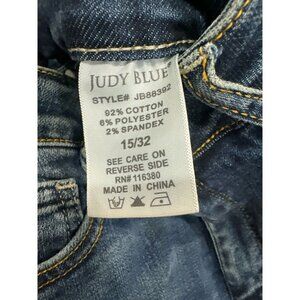 JUDY BLUE
STYLE# JB88392
92% COTTON
6% POLYESTER
2% SPANDEX
15/32
SEE CARE ON
REVERSE SIDE
RN#116380
MADE IN CHINA